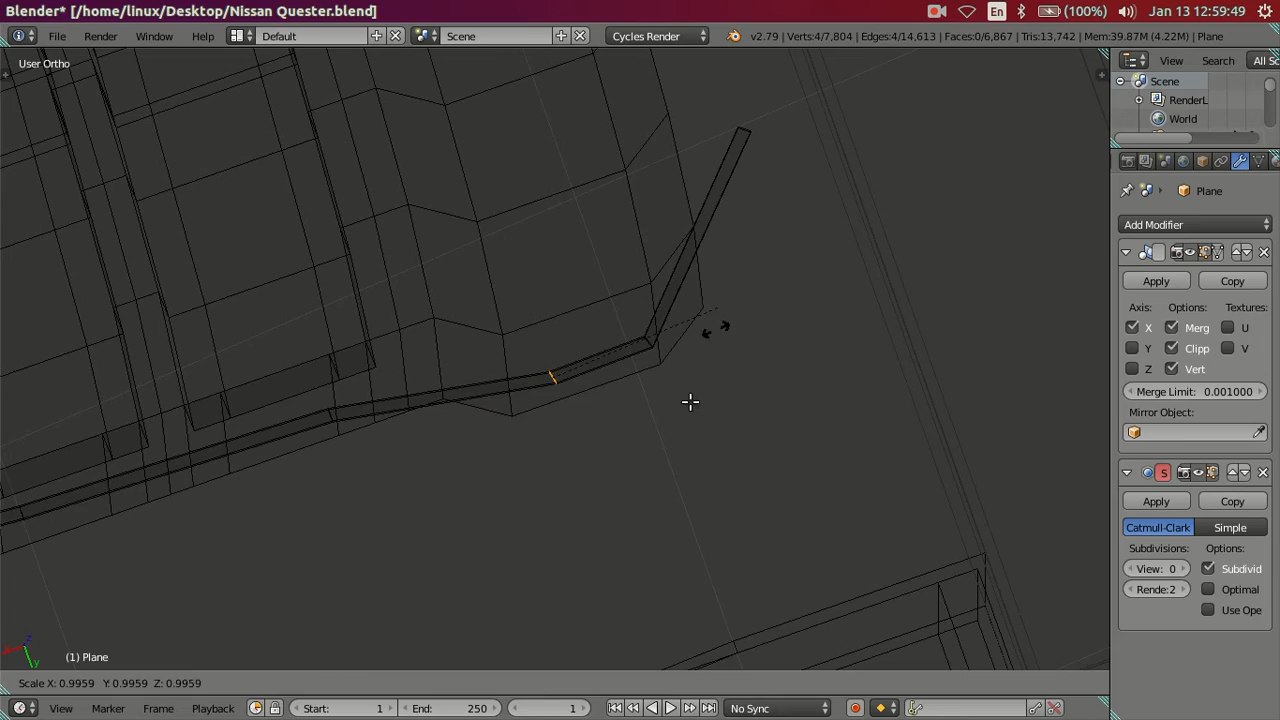 Blender* [/home/linux/Desktop/Nissan Quester.blend]
En
(100%)
Jan 13 12:59:49
File
Render
Window
Help
Default
Scene
Cycles Render
v2.79 | Verts:4/7,804 | Edges:4/14,613 | Faces:0/6,867 | Tris:13,742 | Mem:39.87M (4.22M) | Plane
User Ortho
View
Search
All Sc
Scene
RenderL
World
Plane
Add Modifier
Apply
Copy
Axis:
Options:
Textures:
X
Merg
U
Y
Clipp
V
Z
Vert
Merge Limit: 0.001000
Mirror Object:
S
Apply
Copy
Catmull-Clark
Simple
Subdivisions:
Options:
View: 0
Subdivid
Rende:2
Optimal
Use Ope
z
x
y
(1) Plane
Scale X: 0.9959 Y: 0.9959 Z: 0.9959
View
Marker
Frame
Playback
Start: 1
End: 250
1
No Sync